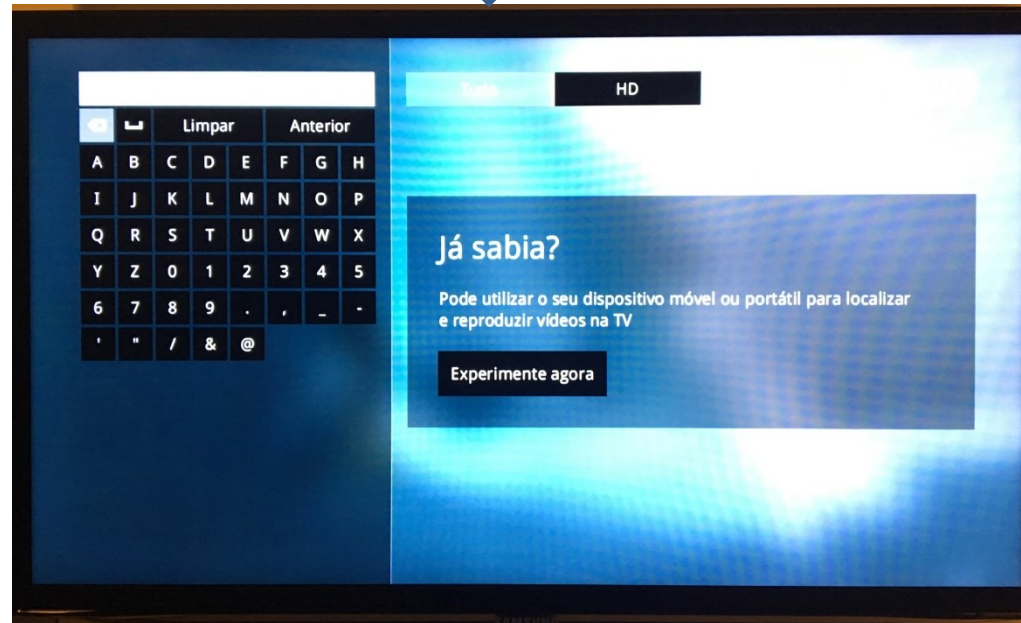 Tudo HD
Limpar Anterior
A B C D E F G H
I J K L M N O P
Q R S T U V W X
Y Z 0 1 2 3 4 5
6 7 8 9 . , _ -
' " / & @
Já sabia?
Pode utilizar o seu dispositivo móvel ou portátil para localizar
e reproduzir vídeos na TV
Experimente agora